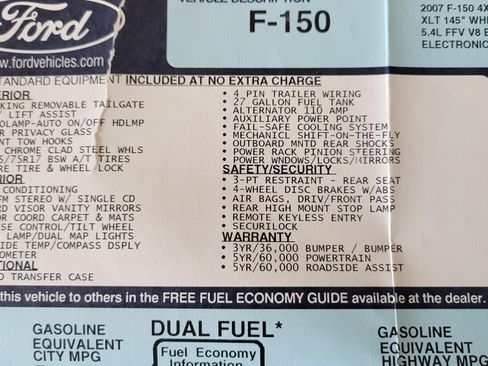 Ford
www.fordvehicles.com
VEHICLE DESCRIPTION
F-150
2007 F-150 4X
XLT 145" WHE
5.4L FFV V8 E
ELECTRONIC
STANDARD EQUIPMENT INCLUDED AT NO EXTRA CHARGE
ERIOR
KING REMOVABLE TAILGATE
LIFT ASSIST
OLAMP-AUTO ON/OFF HDLMP
R PRIVACY GLASS
NT TOW HOOKS
CHROME CLAD STEEL WHLS
5/75R17 BSW A/T TIRES
RE TIRE & WHEEL LOCK
RIOR
CONDITIONING
FM STEREO W/ SINGLE CD
RD VISOR VANITY MIRRORS
OR COORD CARPET & MATS
SE CONTROL/TILT WHEEL
LAMP/DUAL MAP LIGHTS
IDE TEMP/COMPASS DSPLY
OMETER
TIONAL
D TRANSFER CASE
• 4 PIN TRAILER WIRING
• 27 GALLON FUEL TANK
• ALTERNATOR 110 AMP
• AUXILIARY POWER POINT
• FAIL-SAFE COOLING SYSTEM
• MECHANICL SHIFT-ON-THE-FLY
• OUTBOARD MNTD REAR SHOCKS
• POWER RACK PINION STEERING
• POWER WINDOWS/LOCKS/MIRRORS
SAFETY/SECURITY
• 3-PT RESTRAINT - REAR SEAT
• 4-WHEEL DISC BRAKES W/ABS
• AIR BAGS, DRIV/FRONT PASS
• REAR HIGH MOUNT STOP LAMP
• REMOTE KEYLESS ENTRY
• SECURILOCK
WARRANTY
• 3YR/36,000 BUMPER / BUMPER
• 5YR/60,000 POWERTRAIN
• 5YR/60,000 ROADSIDE ASSIST
this vehicle to others in the FREE FUEL ECONOMY GUIDE available at the dealer.
GASOLINE
EQUIVALENT
CITY MPG
DUAL FUEL*
Fuel Economy
Information
GASOLINE
EQUIVALENT
HIGHWAY MPG